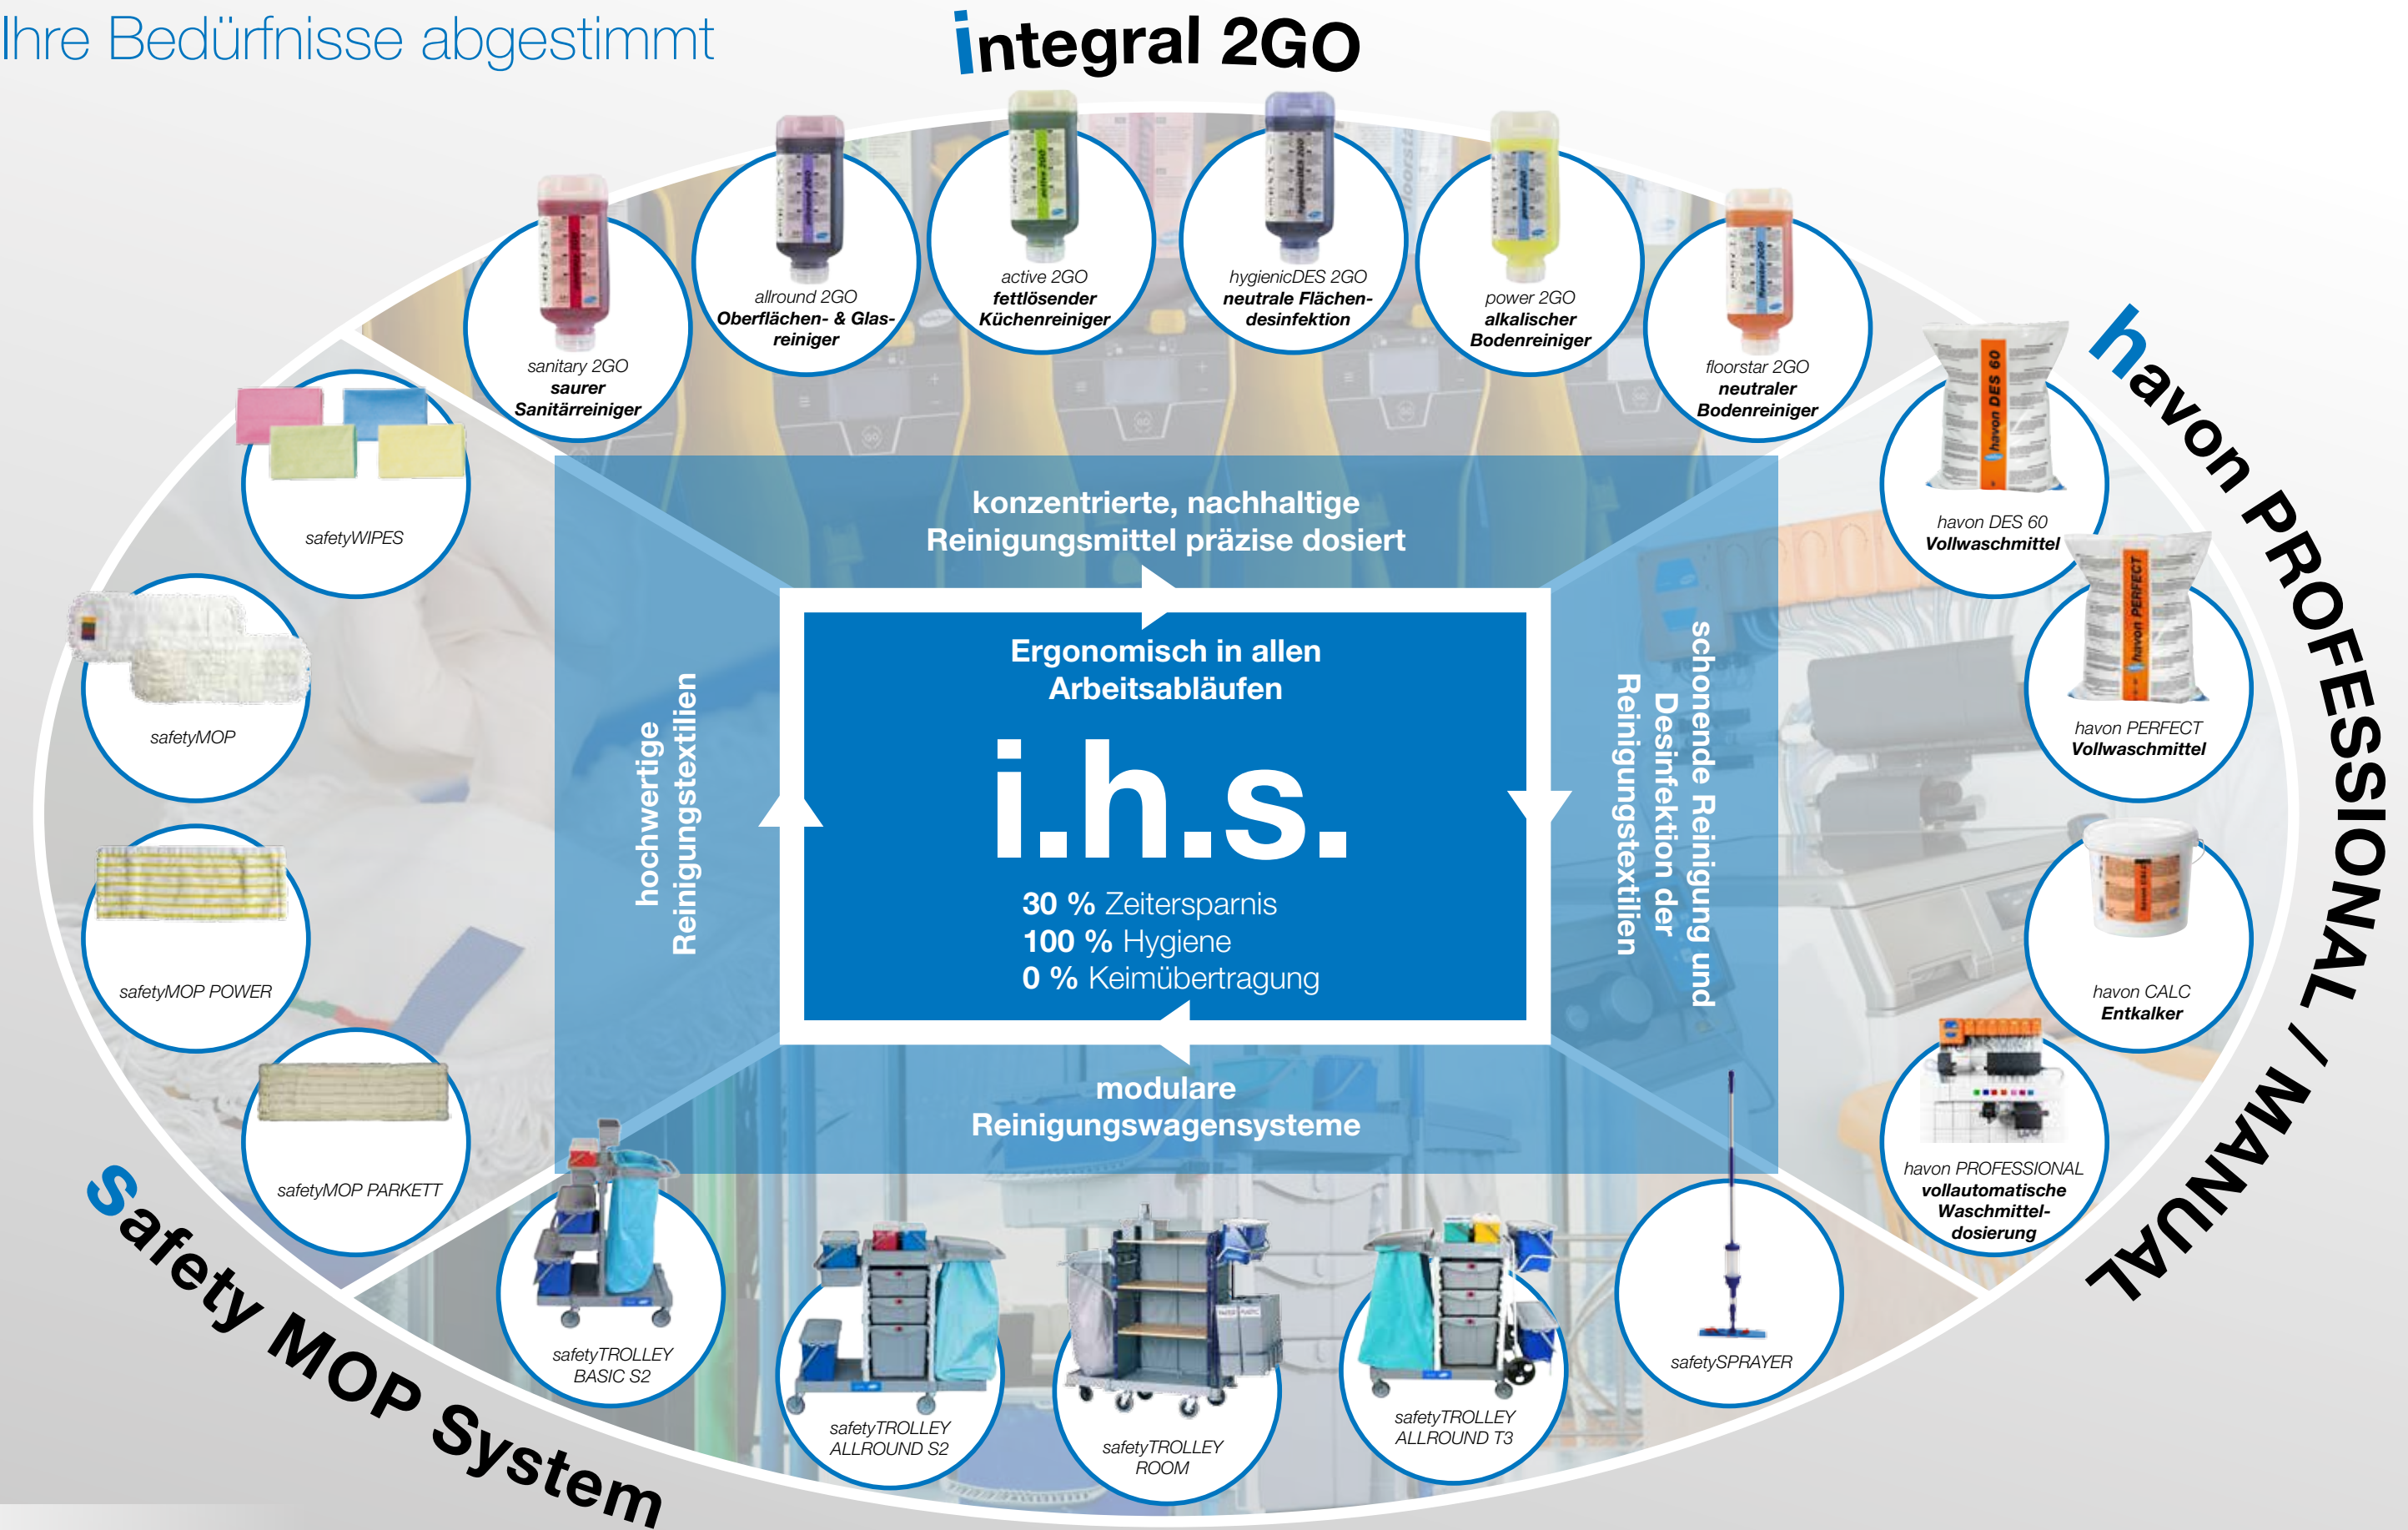 Ihre Bedürfnisse abgestimmt
integral 2GO
sanitary 2GO
saurer
Sanitärreiniger
allround 2GO
Oberflächen- & Glas-
reiniger
active 2GO
fettlösender
Küchenreiniger
hygienicDES 2GO
neutrale Flächen-
desinfektion
power 2GO
alkalischer
Bodenreiniger
floorstar 2GO
neutraler
Bodenreiniger
havon PROFESSIONAL / MANUAL
havon DES 60
havon DES 60
Vollwaschmittel
havon PERFECT
havon PERFECT
Vollwaschmittel
havon CALC
Entkalker
havon PROFESSIONAL
vollautomatische
Waschmittel-
dosierung
konzentrierte, nachhaltige
Reinigungsmittel präzise dosiert
schonende Reinigung und
Desinfektion der
Reinigungstextilien
modulare
Reinigungswagensysteme
hochwertige
Reinigungstextilien
Ergonomisch in allen
Arbeitsabläufen
i.h.s.
30 % Zeitersparnis
100 % Hygiene
0 % Keimübertragung
safetyWIPES
safetyMOP
safetyMOP POWER
safetyMOP PARKETT
safety MOP System
safetyTROLLEY
BASIC S2
safetyTROLLEY
ALLROUND S2
safetyTROLLEY
ROOM
safetyTROLLEY
ALLROUND T3
safetySPRAYER